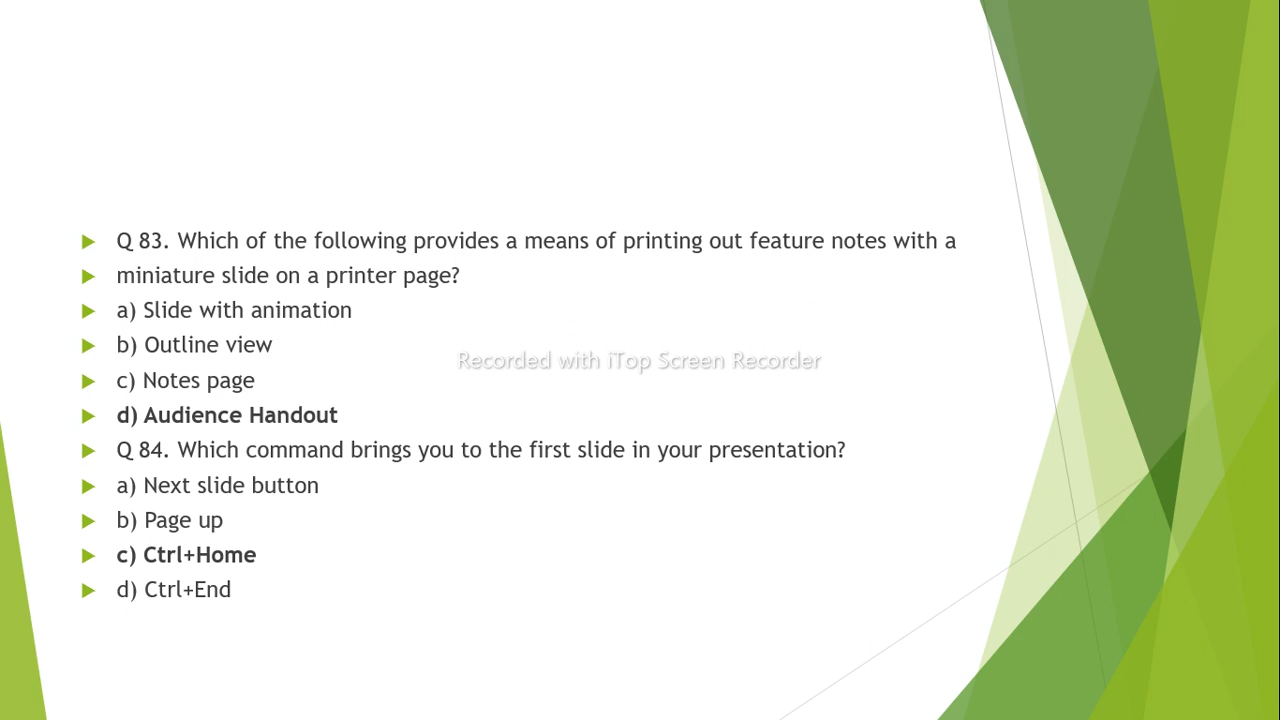 Q 83. Which of the following provides a means of printing out feature notes with a
miniature slide on a printer page?
a) Slide with animation
b) Outline view
Recorded with iTop Screen Recorder
c) Notes page
d) Audience Handout
Q 84. Which command brings you to the first slide in your presentation?
a) Next slide button
b) Page up
c) Ctrl+Home
d) Ctrl+End